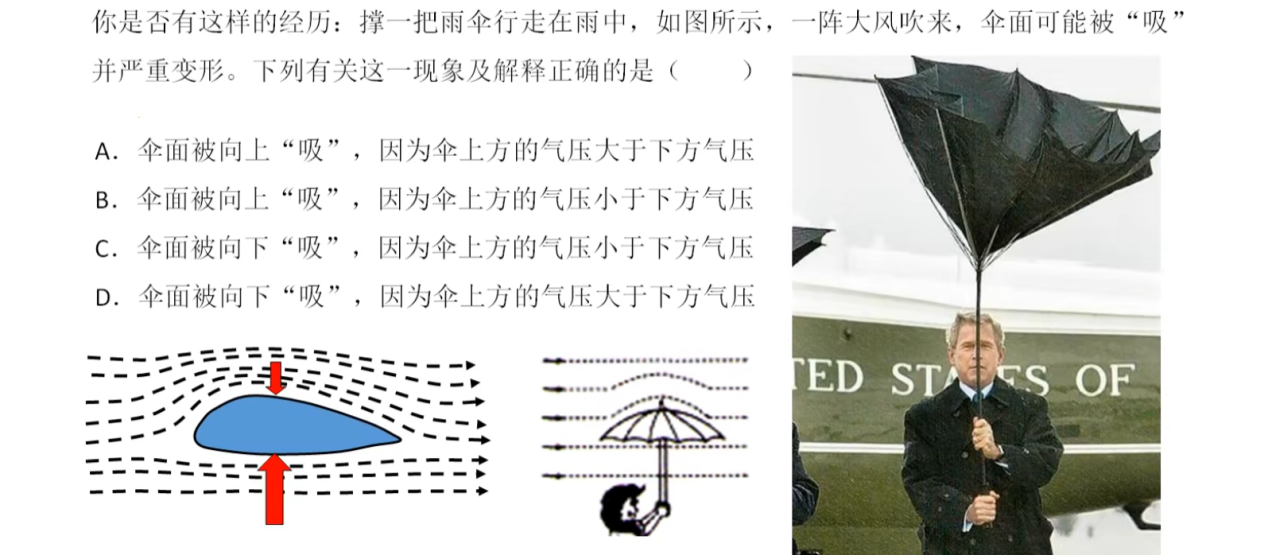 你是否有这样的经历：撑一把雨伞行走在雨中，如图所示，一阵大风吹来，伞面可能被“吸”
并严重变形。下列有关这一现象及解释正确的是（　　）
A．伞面被向上“吸”，因为伞上方的气压大于下方气压
B．伞面被向上“吸”，因为伞上方的气压小于下方气压
C．伞面被向下“吸”，因为伞上方的气压小于下方气压
D．伞面被向下“吸”，因为伞上方的气压大于下方气压
TED STATES OF